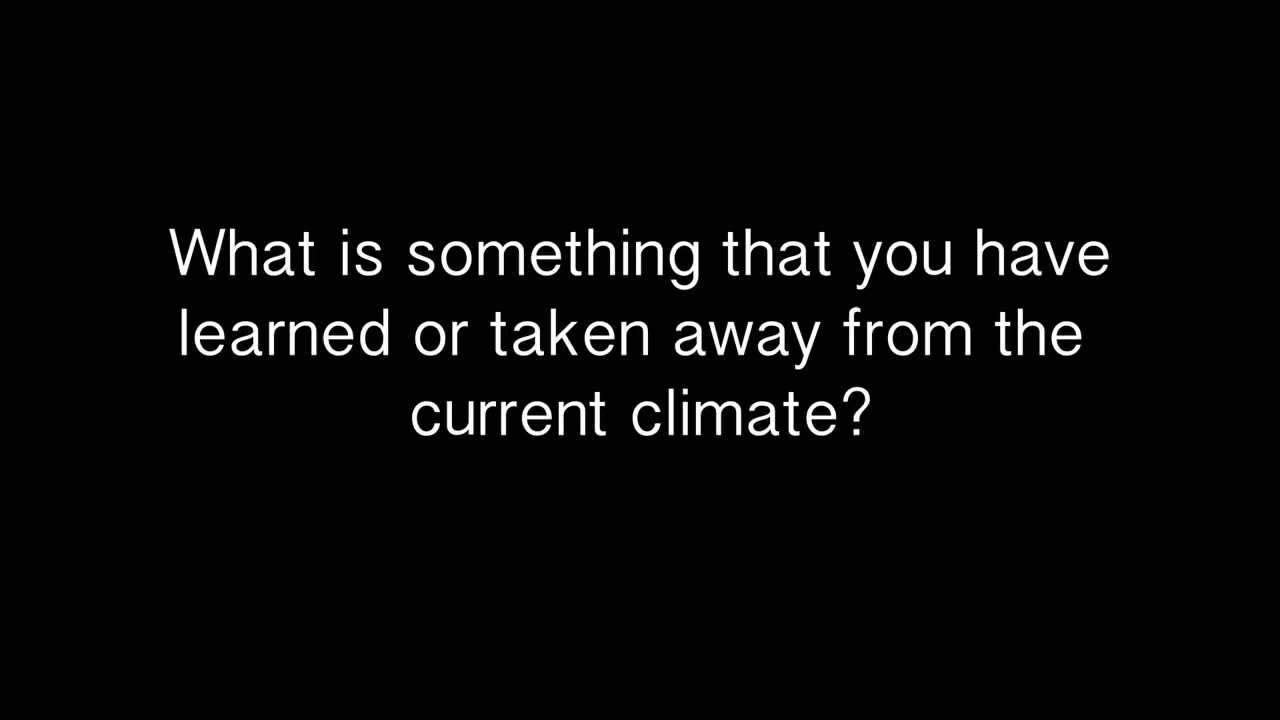 What is something that you have
learned or taken away from the
current climate?